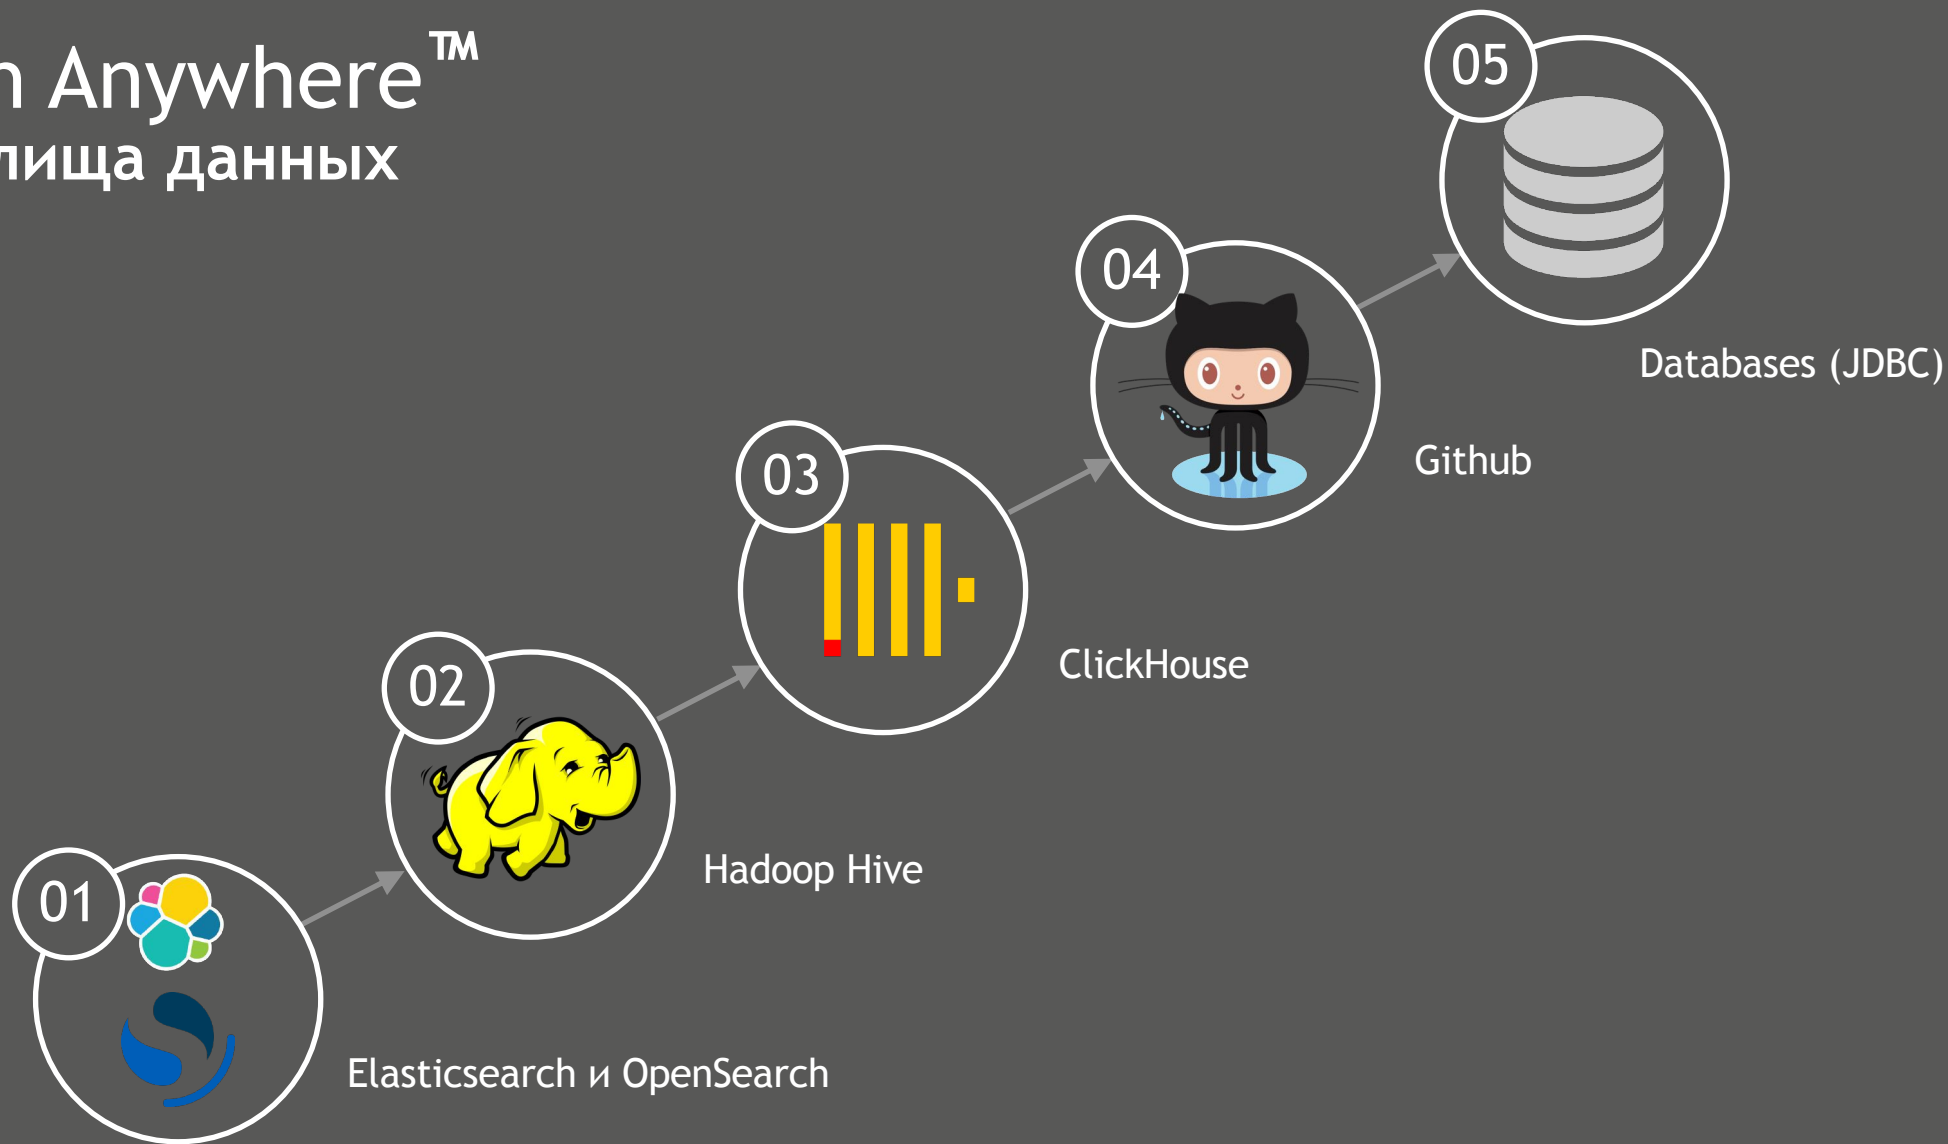 n Anywhere™
лища данных
05
Databases (JDBC)
04
Github
03
ClickHouse
02
Hadoop Hive
01
Elasticsearch и OpenSearch